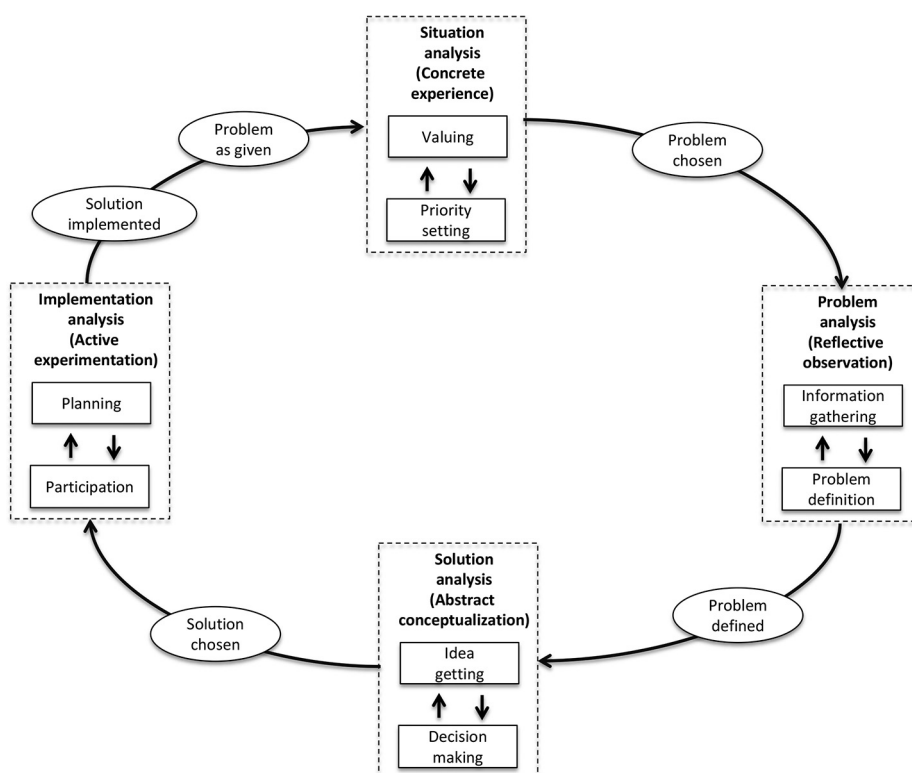 Situation
analysis
(Concrete
experience)
Valuing
Priority
setting
Problem
chosen
Problem
analysis
(Reflective
observation)
Information
gathering
Problem
definition
Problem
defined
Solution
analysis
(Abstract
conceptualization)
Idea
getting
Decision
making
Solution
chosen
Implementation
analysis
(Active
experimentation)
Planning
Participation
Solution
implemented
Problem
as given